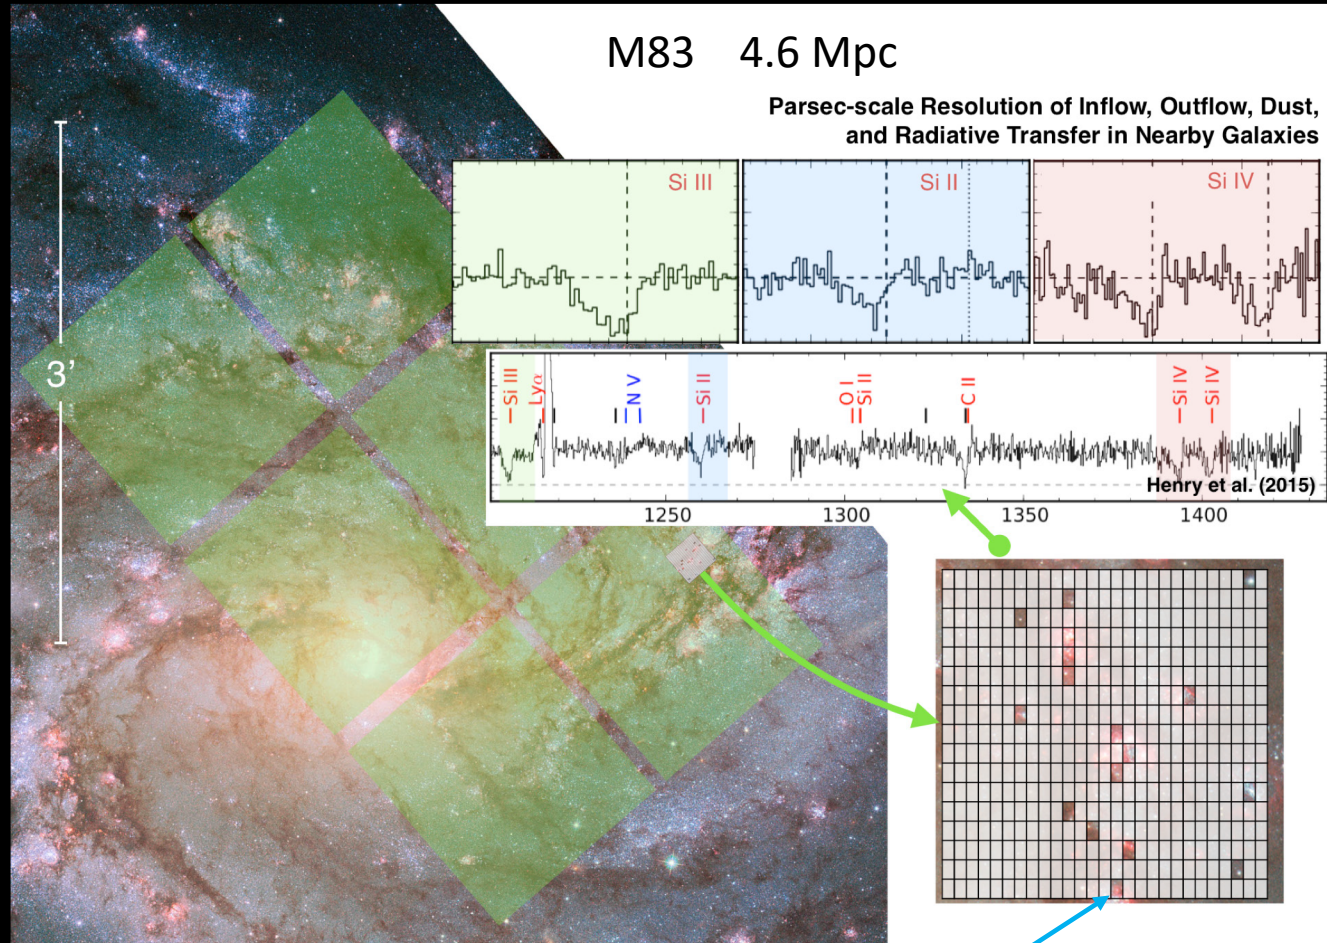 M83 4.6 Mpc
Parsec-scale Resolution of Inflow, Outflow, Dust,
and Radiative Transfer in Nearby Galaxies
Si III
Si II
Si IV
3’
Si III
Lyα
N V
Si II
O I
Si II
C II
Si IV
Si IV
Henry et al. (2015)
1250 1300 1350 1400